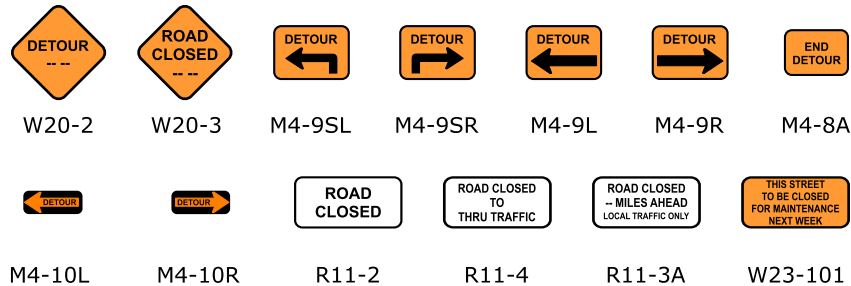 DETOUR
-- --
ROAD
CLOSED
-- --
DETOUR
DETOUR
DETOUR
DETOUR
END
DETOUR
W20-2
W20-3
M4-9SL
M4-9SR
M4-9L
M4-9R
M4-8A
DETOUR
DETOUR
ROAD
CLOSED
ROAD CLOSED
TO
THRU TRAFFIC
ROAD CLOSED
-- MILES AHEAD
LOCAL TRAFFIC ONLY
THIS STREET
TO BE CLOSED
FOR MAINTENANCE
NEXT WEEK
M4-10L
M4-10R
R11-2
R11-4
R11-3A
W23-101